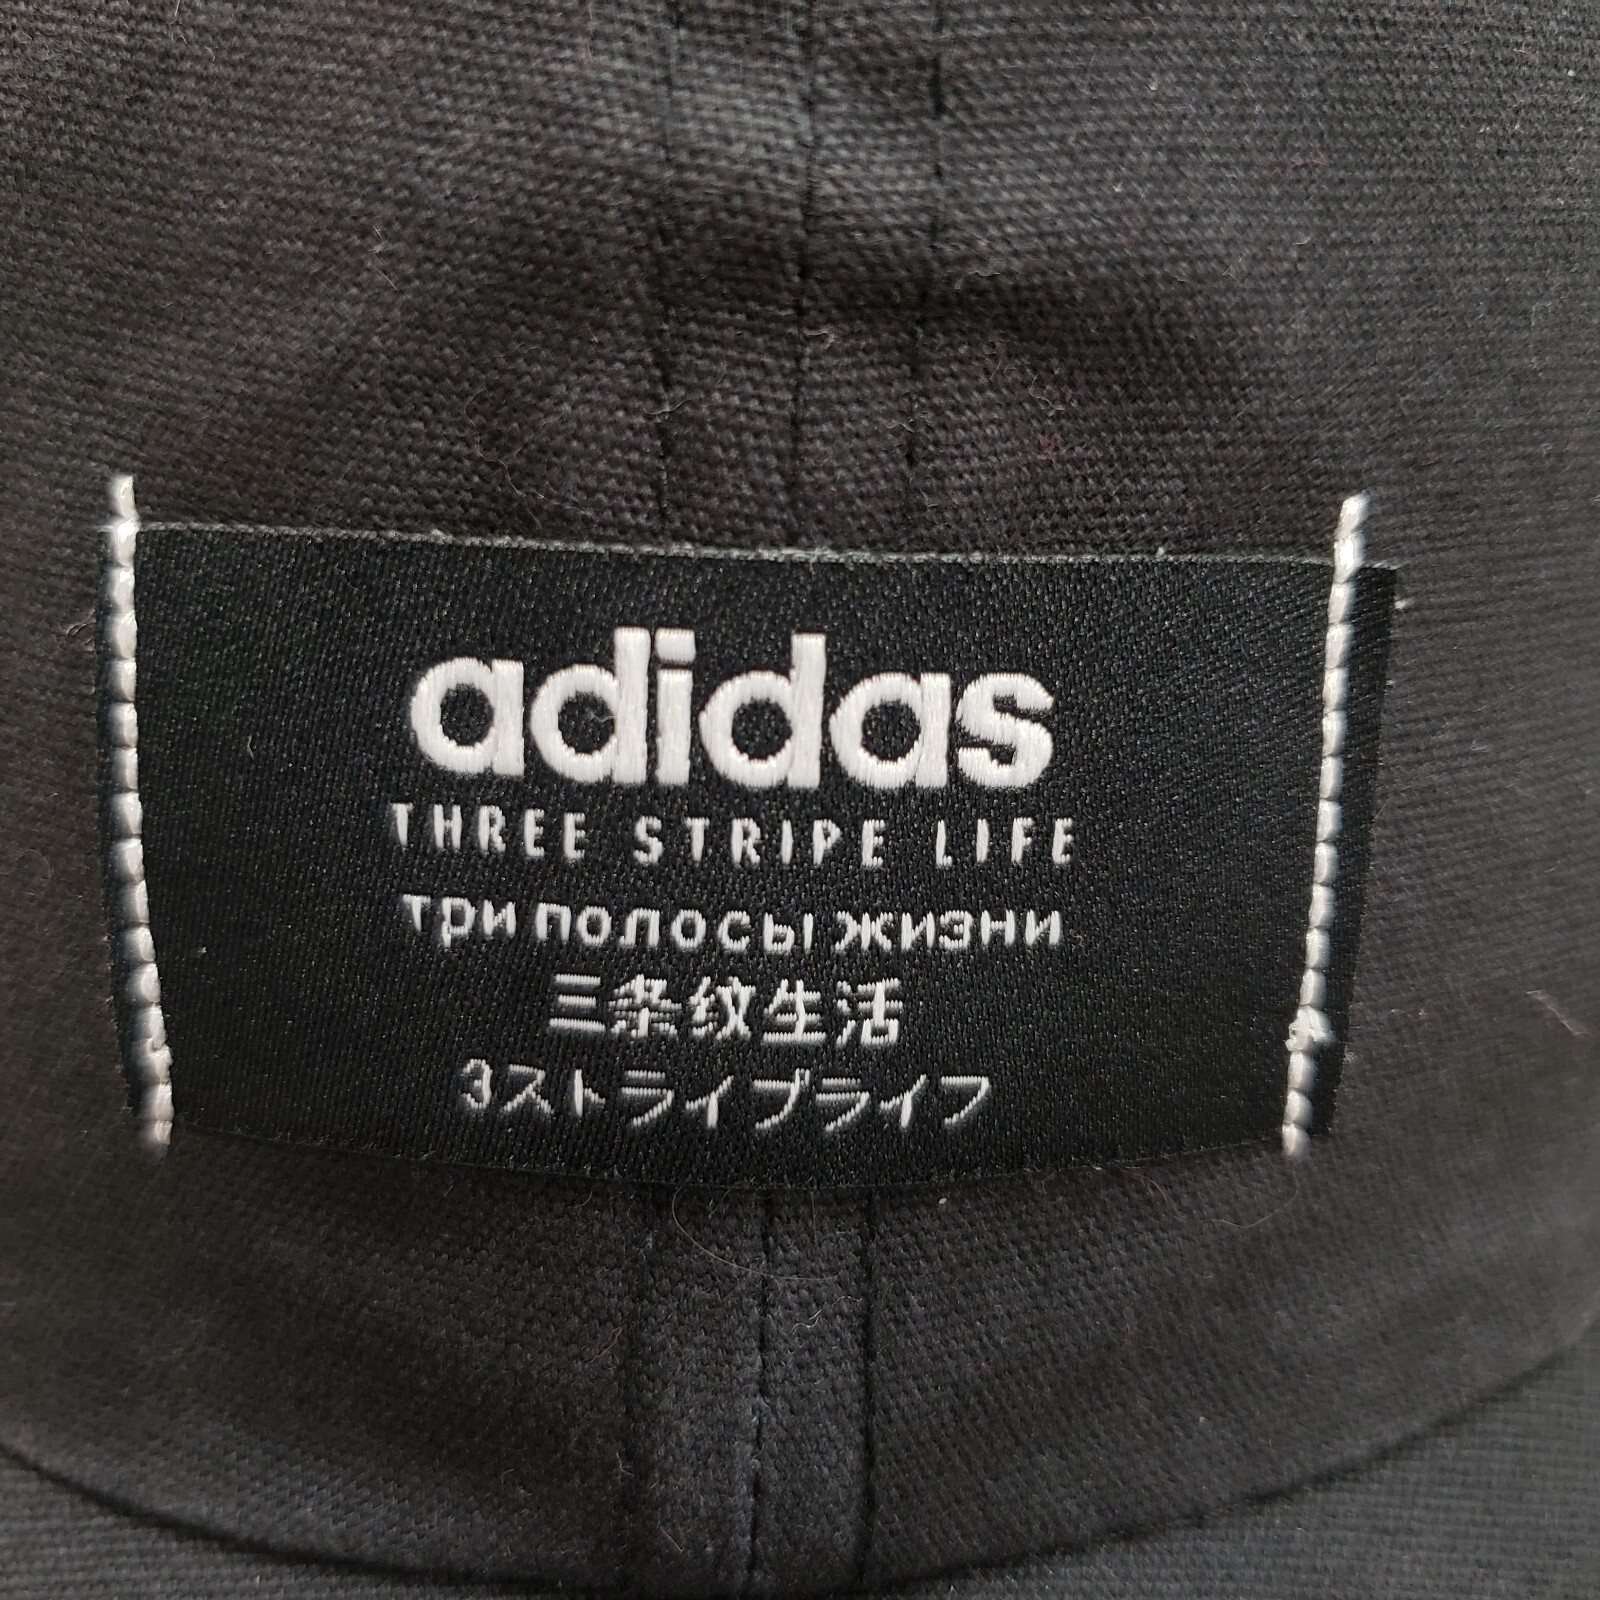 adidas
THREE STRIPE LIFE
три полосы жизни
三条纹生活
3ストライプライフ